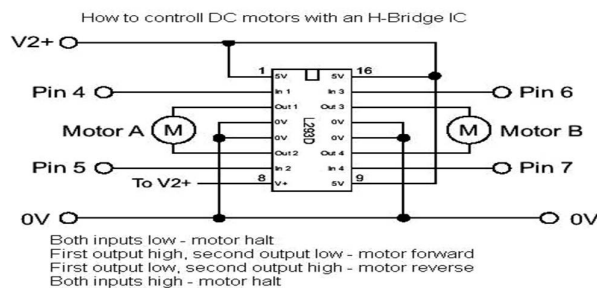 How to controll DC motors with an H-Bridge IC
V2+
1 5V 5V 16
Pin 4 In 1 In 3 Pin 6
Out 1 Out 3
Motor A M 0V 0V M Motor B
L293D
0V 0V
Out 2 Out 4
Pin 5 In 2 In 4 Pin 7
To V2+ 8 V+ 5V 9
0V 0V
Both inputs low - motor halt
First output high, second output low - motor forward
First output low, second output high - motor reverse
Both inputs high - motor halt